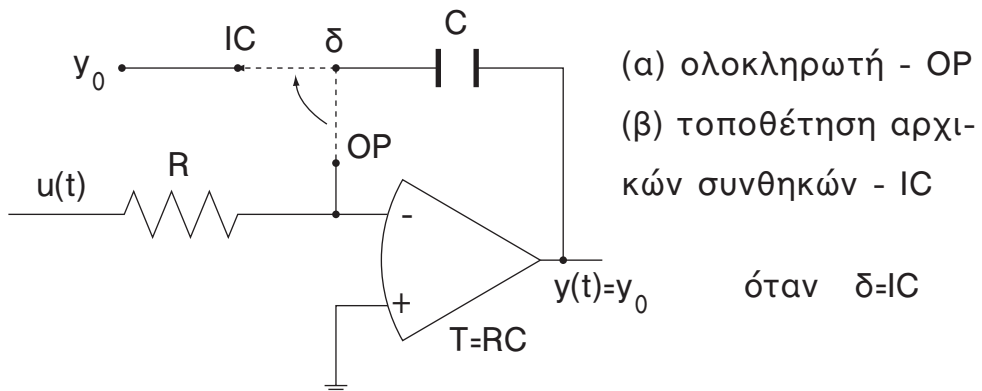 IC δ C
y₀
(α) ολοκληρωτή - OP
(β) τοποθέτηση αρχι-
κών συνθηκών - IC
OP
R
u(t)
-
+
y(t)=y₀ όταν δ=IC
T=RC